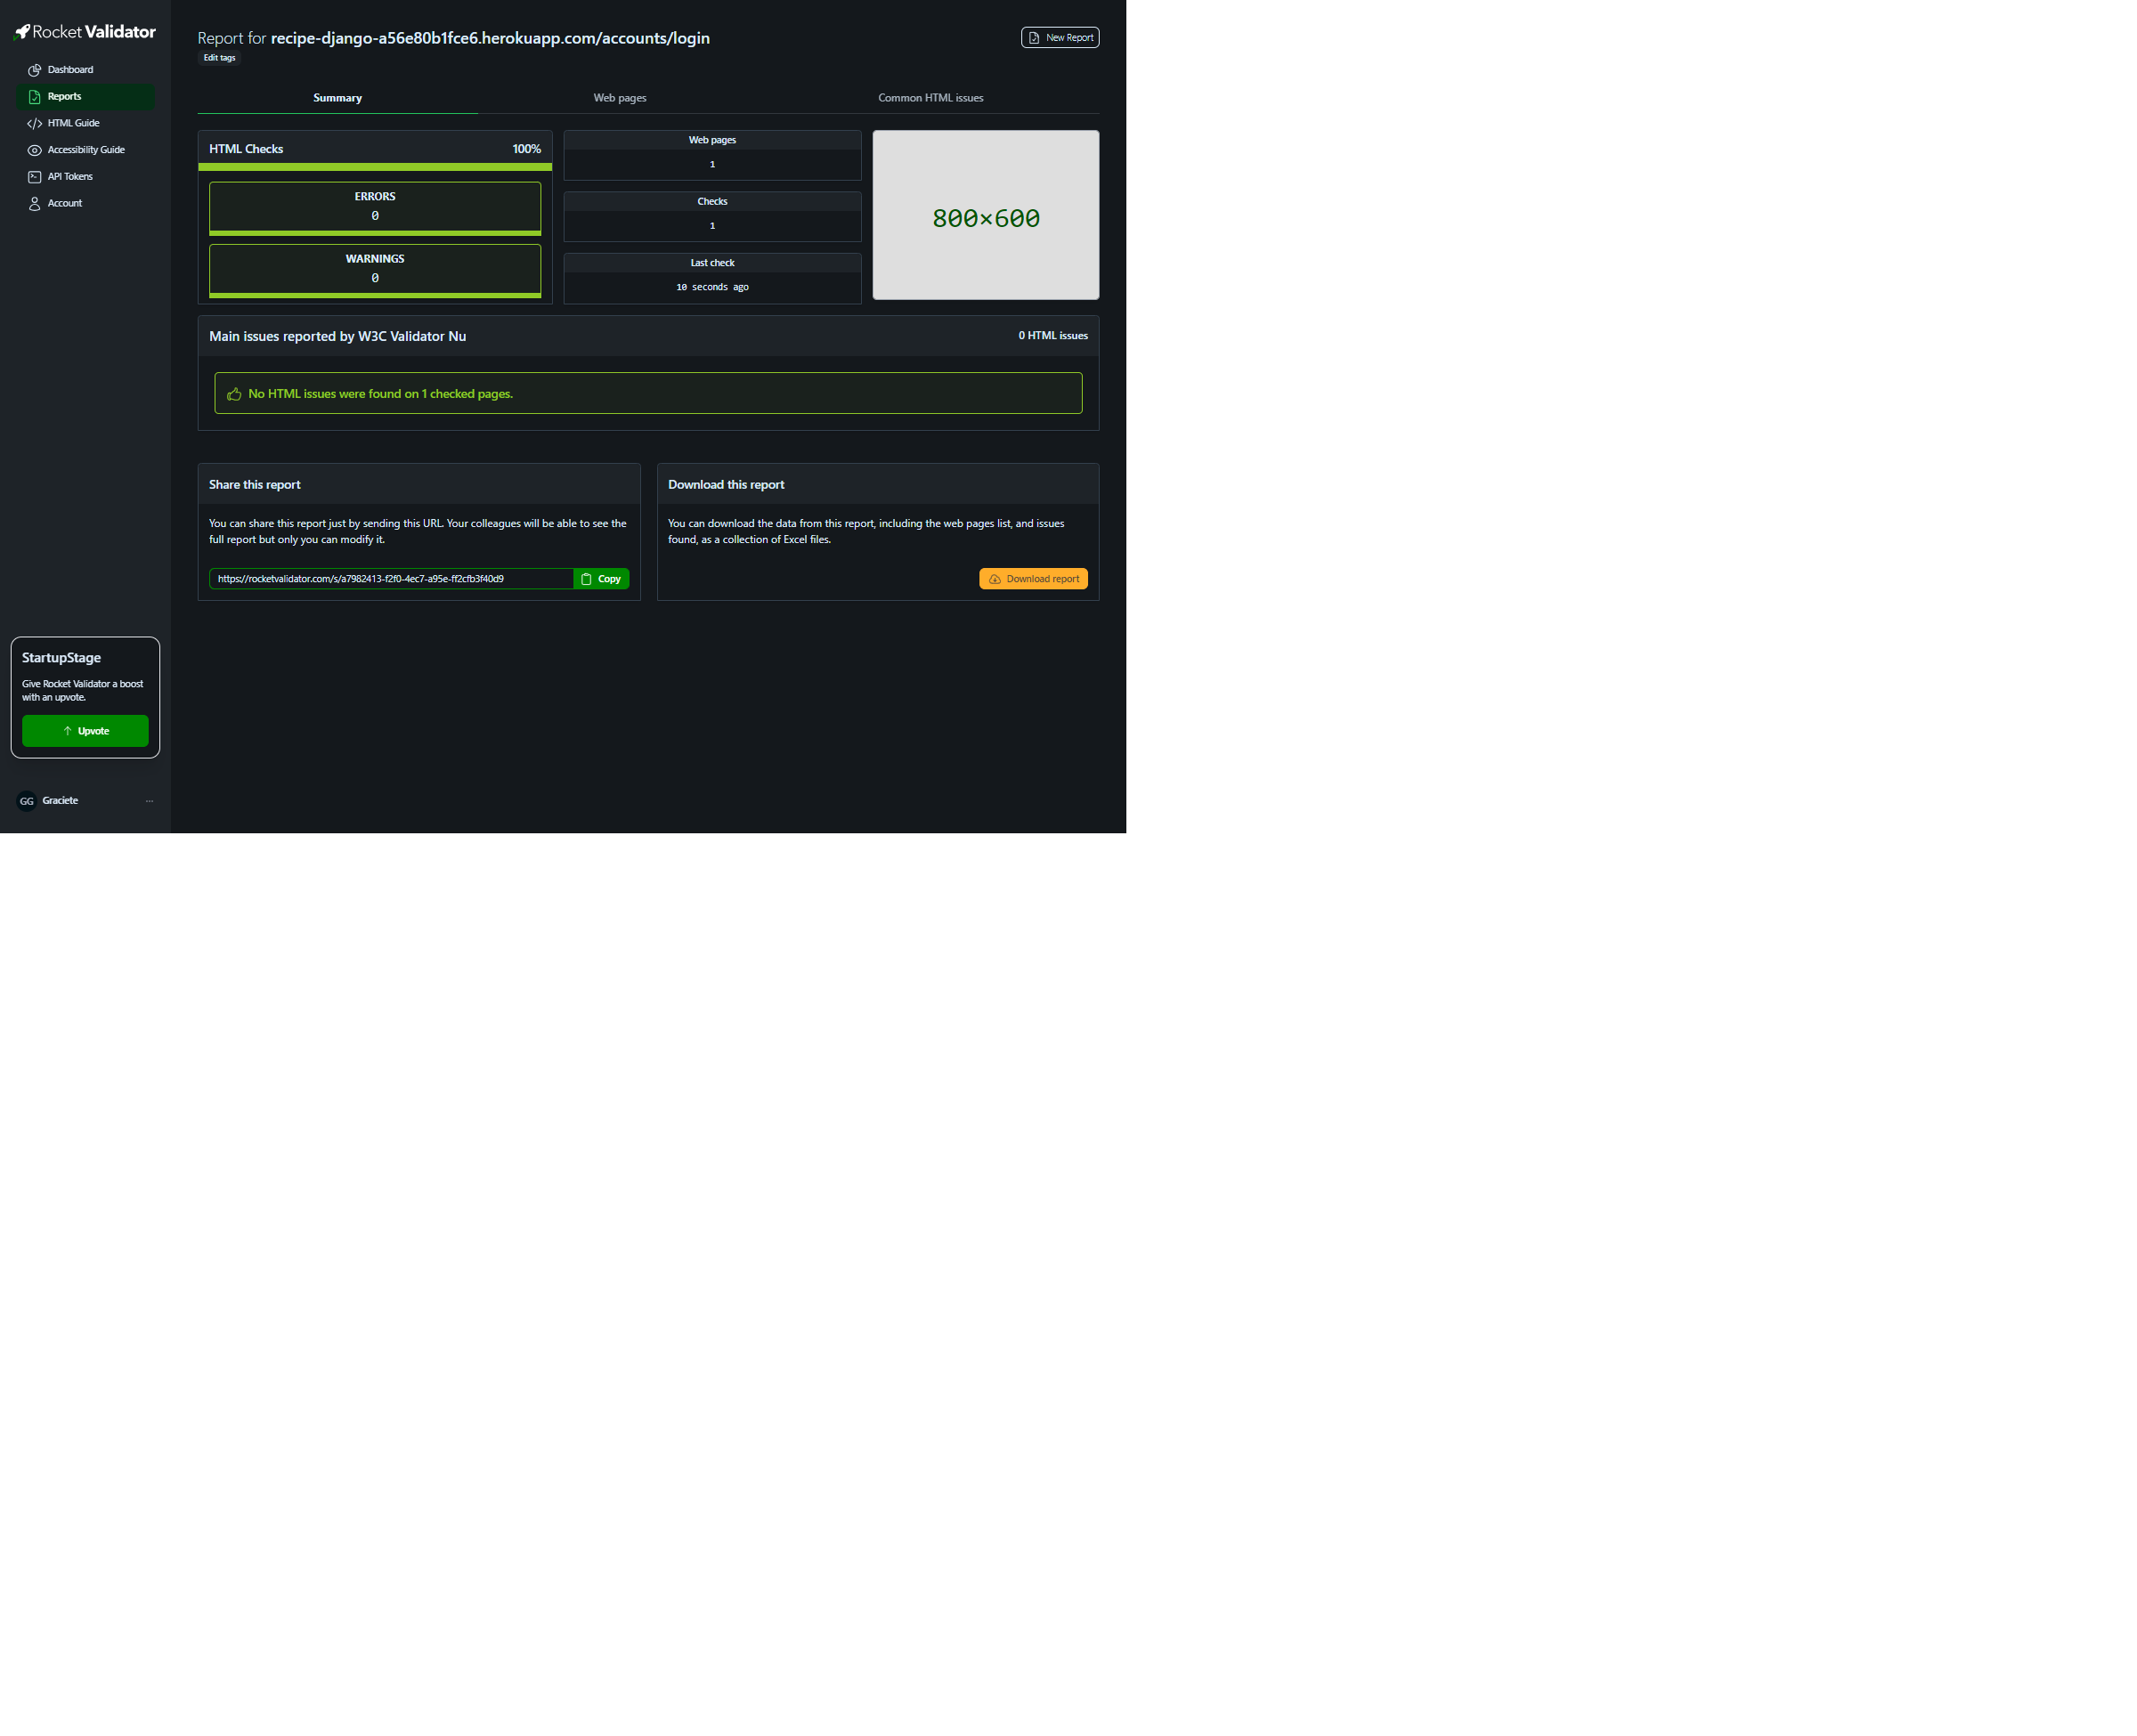 Rocket Validator
Dashboard
Reports
HTML Guide
Accessibility Guide
API Tokens
Account
StartupStage
Give Rocket Validator a boost
with an upvote.
Upvote
GG Graciete ...
Report for recipe-django-a56e80b1fce6.herokuapp.com/accounts/login
New Report
Edit tags
Summary Web pages Common HTML issues
HTML Checks 100%
ERRORS
0
WARNINGS
0
Web pages
1
Checks
1
Last check
10 seconds ago
800×600
Main issues reported by W3C Validator Nu 0 HTML issues
No HTML issues were found on 1 checked pages.
Share this report
You can share this report just by sending this URL. Your colleagues will be able to see the
full report but only you can modify it.
https://rocketvalidator.com/s/a7982413-f2f0-4ec7-a95e-ff2cfb3f40d9 Copy
Download this report
You can download the data from this report, including the web pages list, and issues
found, as a collection of Excel files.
Download report